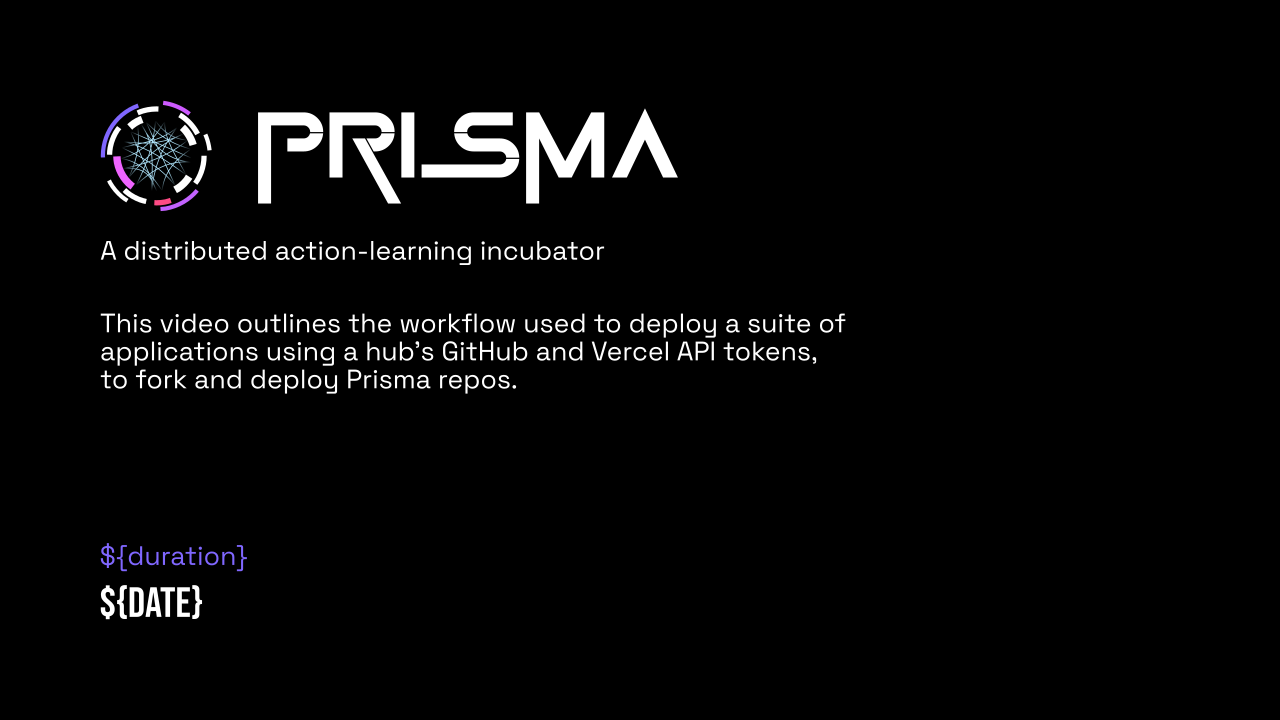 PRISMA
A distributed action-learning incubator
This video outlines the workflow used to deploy a suite of
applications using a hub’s GitHub and Vercel API tokens,
to fork and deploy Prisma repos.
${duration}
${DATE}